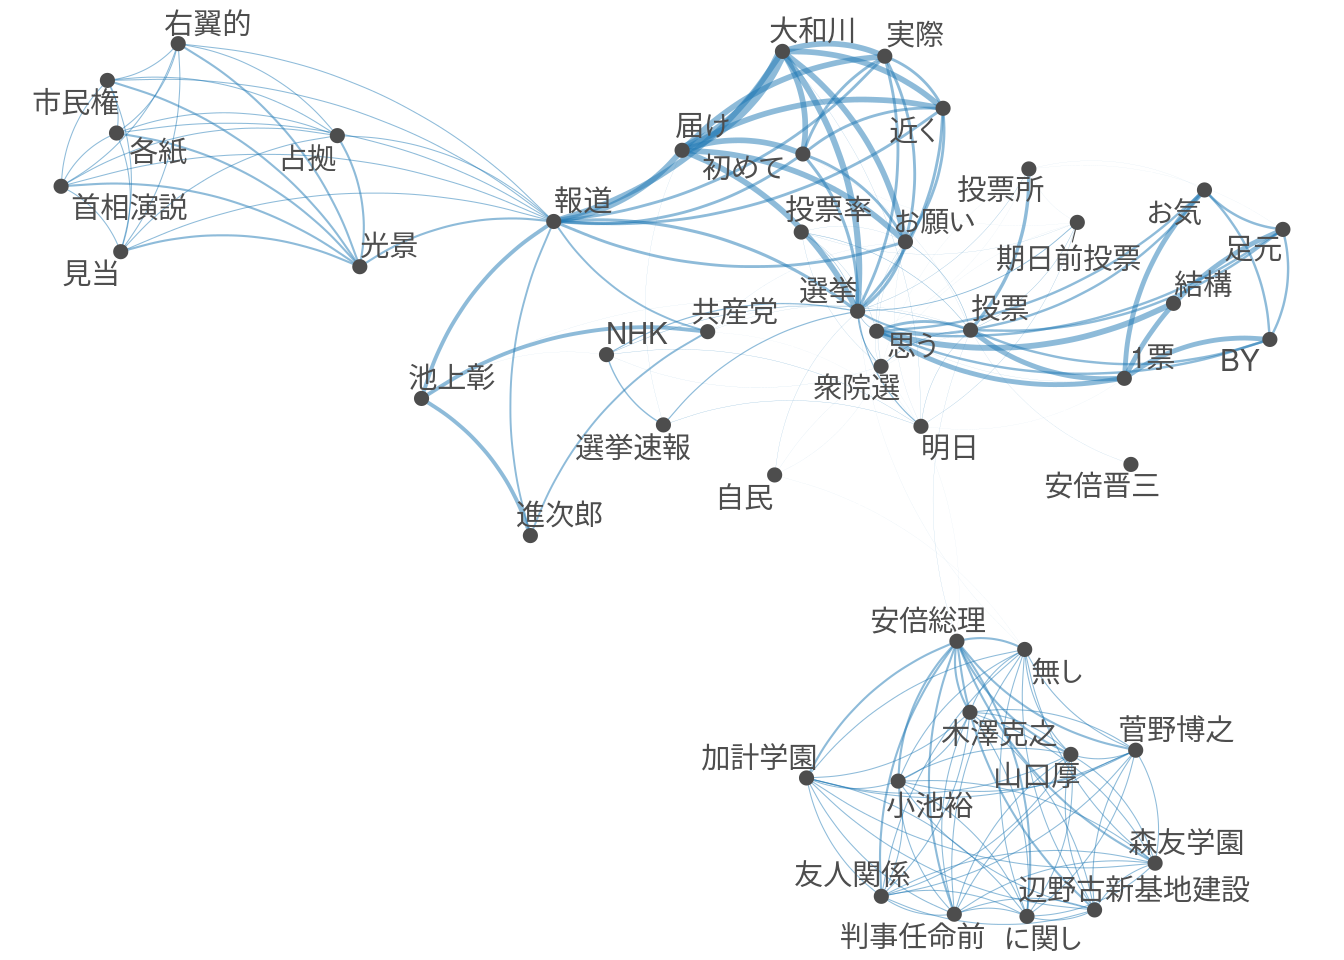 右翼的
大和川
実際
市民権
届け
近く
各紙
占拠
初めて
投票所
首相演説
報道
投票率
お願い
お気
足元
光景
期日前投票
見当
選挙
結構
共産党
投票
NHK
思う
1票
BY
池上彰
衆院選
選挙速報
明日
自民
安倍晋三
進次郎
安倍総理
無し
木澤克之
菅野博之
加計学園
山口厚
小池裕
森友学園
友人関係
辺野古新基地建設
判事任命前
に関し